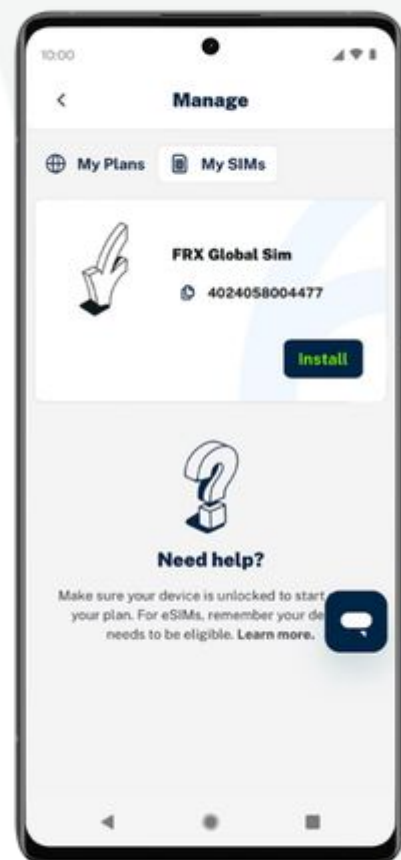 10:00
Manage
My Plans
My SIMs
FRX Global Sim
4024058004477
Install
Need help?
Make sure your device is unlocked to start
your plan. For eSIMs, remember your
needs to be eligible. Learn more.